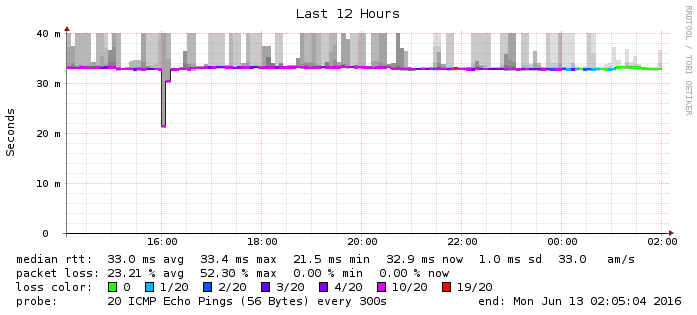 Last 12 Hours
RRDTOOL / TOBI OETIKER
Seconds
40 m
30 m
20 m
10 m
0
16:00 18:00 20:00 22:00 00:00 02:00
median rtt: 33.0 ms avg 33.4 ms max 21.5 ms min 32.9 ms now 1.0 ms sd 33.0 am/s
packet loss: 23.21 % avg 52.30 % max 0.00 % min 0.00 % now
loss color: 0 1/20 2/20 3/20 4/20 10/20 19/20
probe: 20 ICMP Echo Pings (56 Bytes) every 300s end: Mon Jun 13 02:05:04 2016